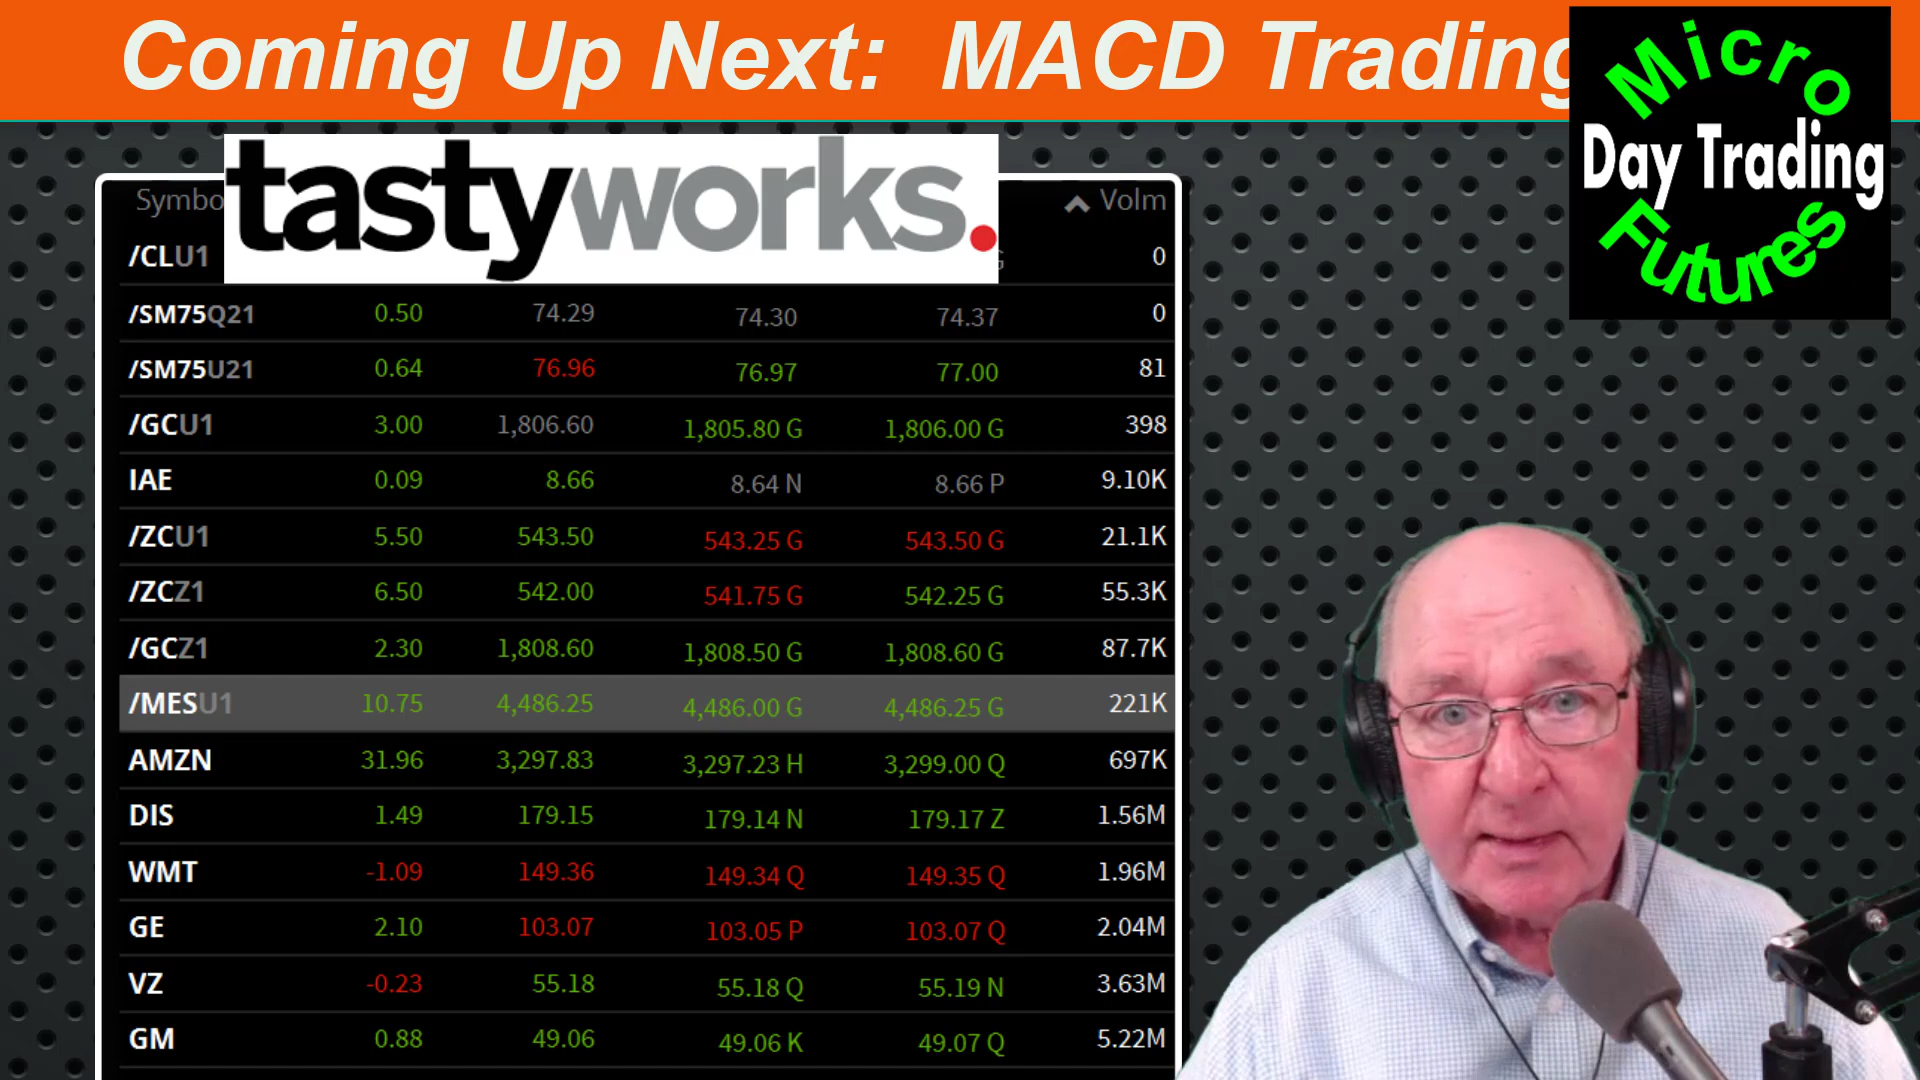 Coming Up Next: MACD Trading
Micro
Day Trading
Futures
tastyworks.
Symbo Volm
/CLU1 0
/SM75Q21 0.50 74.29 74.30 74.37 0
/SM75U21 0.64 76.96 76.97 77.00 81
/GCU1 3.00 1,806.60 1,805.80 G 1,806.00 G 398
IAE 0.09 8.66 8.64 N 8.66 P 9.10K
/ZCU1 5.50 543.50 543.25 G 543.50 G 21.1K
/ZCZ1 6.50 542.00 541.75 G 542.25 G 55.3K
/GCZ1 2.30 1,808.60 1,808.50 G 1,808.60 G 87.7K
/MESU1 10.75 4,486.25 4,486.00 G 4,486.25 G 221K
AMZN 31.96 3,297.83 3,297.23 H 3,299.00 Q 697K
DIS 1.49 179.15 179.14 N 179.17 Z 1.56M
WMT -1.09 149.36 149.34 Q 149.35 Q 1.96M
GE 2.10 103.07 103.05 P 103.07 Q 2.04M
VZ -0.23 55.18 55.18 Q 55.19 N 3.63M
GM 0.88 49.06 49.06 K 49.07 Q 5.22M